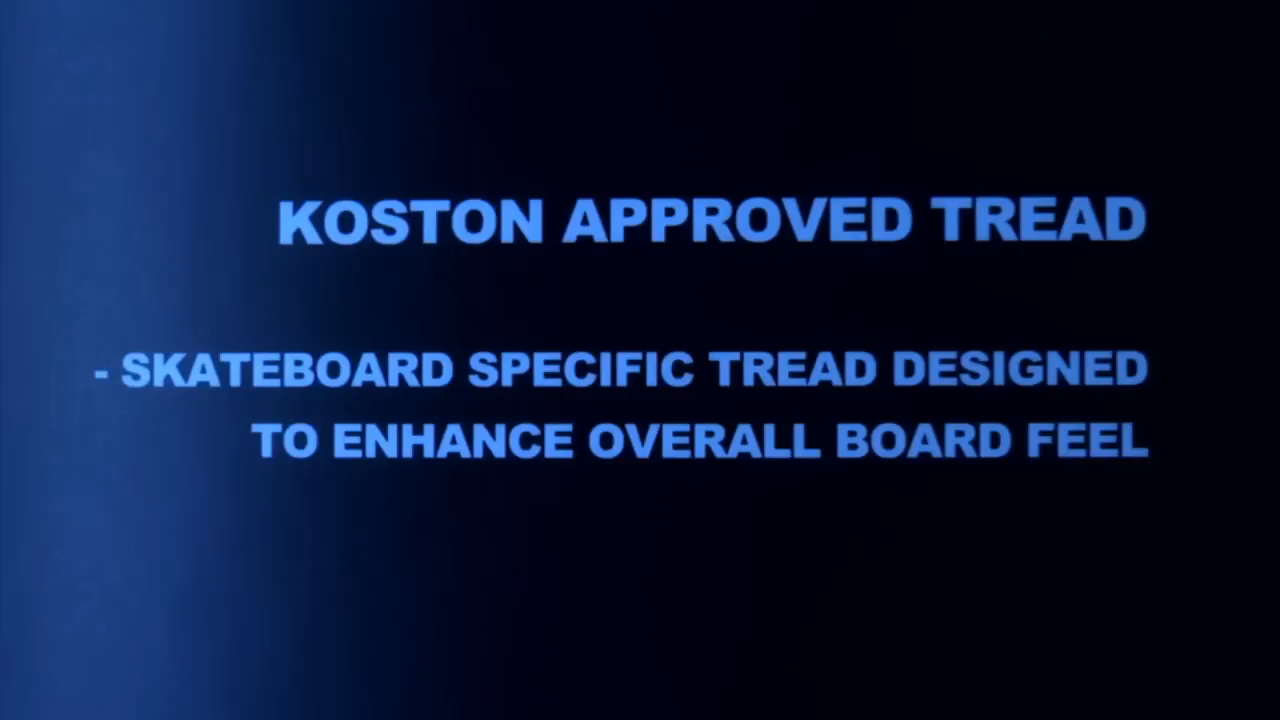 KOSTON APPROVED TREAD
- SKATEBOARD SPECIFIC TREAD DESIGNED
TO ENHANCE OVERALL BOARD FEEL